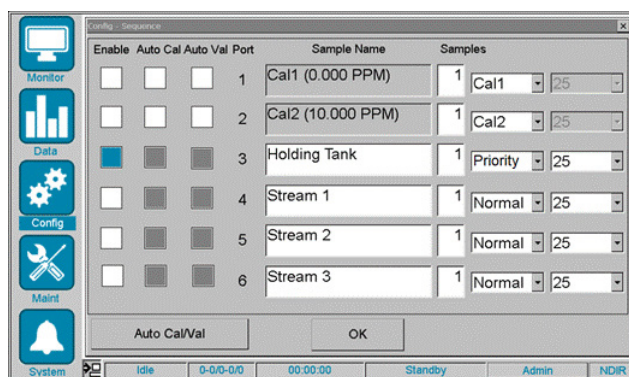 Config - Sequence
Monitor
Data
Config
Maint
System
Enable Auto Cal Auto Val Port Sample Name Samples
1 Cal1 (0.000 PPM) 1 Cal1 25
2 Cal2 (10.000 PPM) 1 Cal2 25
3 Holding Tank 1 Priority 25
4 Stream 1 1 Normal 25
5 Stream 2 1 Normal 25
6 Stream 3 1 Normal 25
Auto Cal/Val OK
Idle 0-0/0-0/0 00:00:00 Standby Admin NDIR